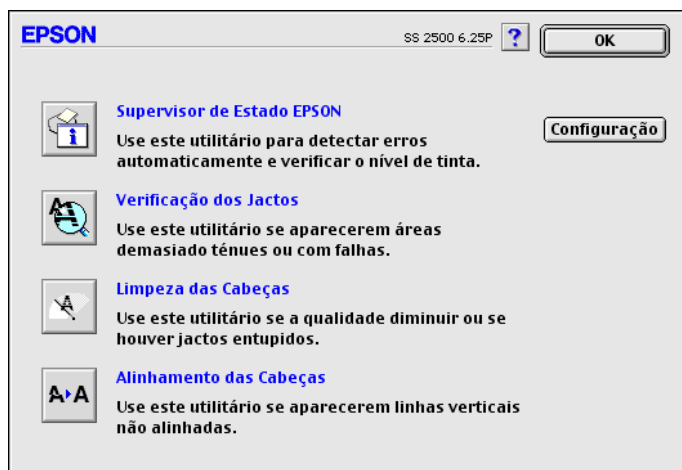 EPSON
SS 2500 6.25P ? OK
Supervisor de Estado EPSON
Use este utilitário para detectar erros
automaticamente e verificar o nível de tinta.
Configuração
Verificação dos Jactos
Use este utilitário se aparecerem áreas
demasiado ténues ou com falhas.
Limpeza das Cabeças
Use este utilitário se a qualidade diminuir ou se
houver jactos entupidos.
Alinhamento das Cabeças
Use este utilitário se aparecerem linhas verticais
não alinhadas.